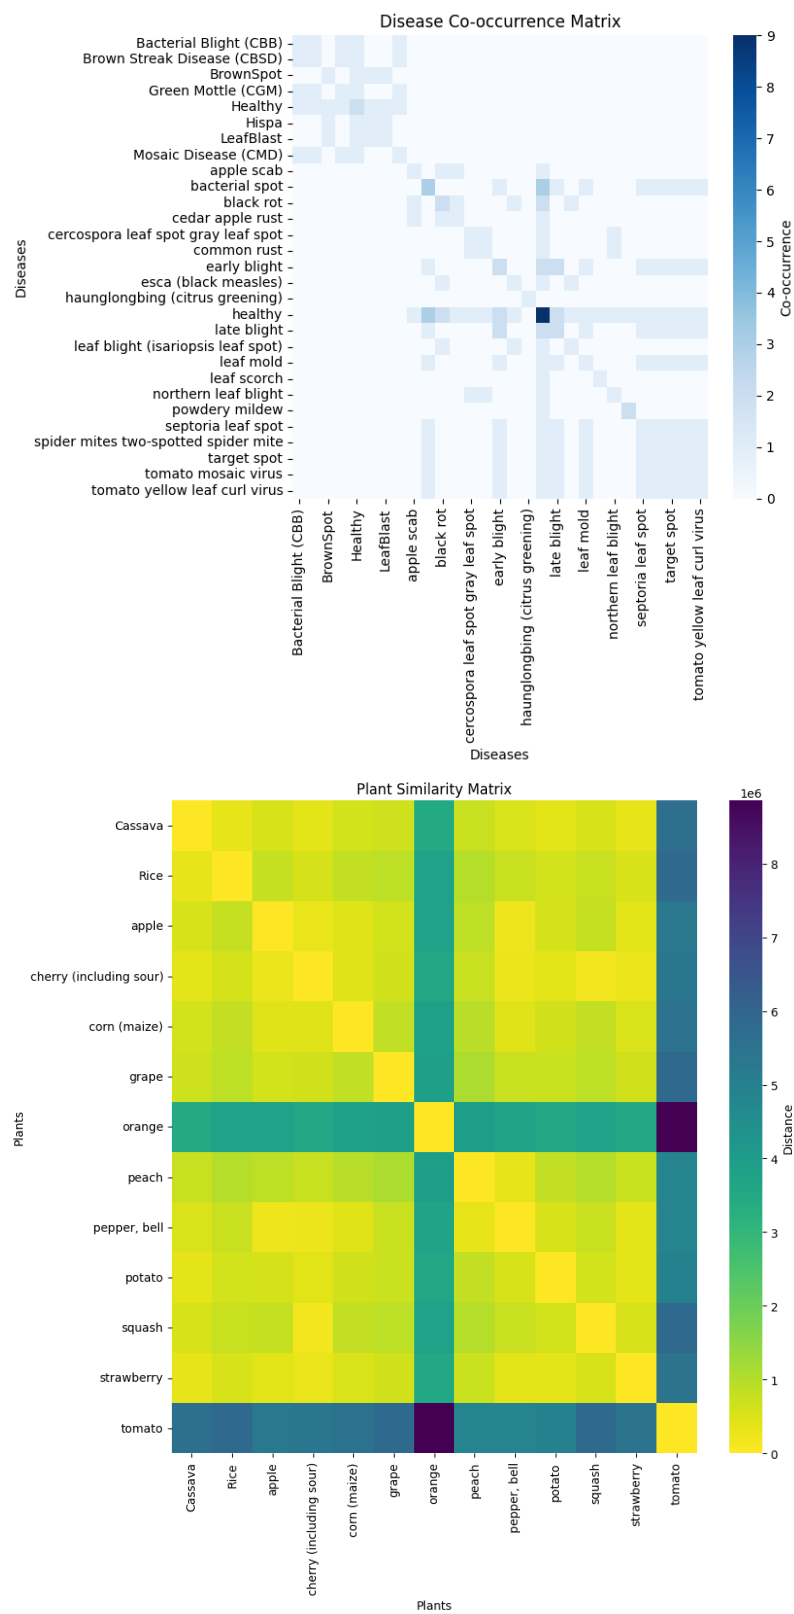 Disease Co-occurrence Matrix
Bacterial Blight (CBB)
Brown Streak Disease (CBSD)
BrownSpot
Green Mottle (CGM)
Healthy
Hispa
LeafBlast
Mosaic Disease (CMD)
apple scab
bacterial spot
black rot
cedar apple rust
cercospora leaf spot gray leaf spot
common rust
early blight
esca (black measles)
haunglongbing (citrus greening)
healthy
late blight
leaf blight (isariopsis leaf spot)
leaf mold
leaf scorch
northern leaf blight
powdery mildew
septoria leaf spot
spider mites two-spotted spider mite
target spot
tomato mosaic virus
tomato yellow leaf curl virus
Diseases
Bacterial Blight (CBB)
BrownSpot
Healthy
LeafBlast
apple scab
black rot
cercospora leaf spot gray leaf spot
early blight
haunglongbing (citrus greening)
late blight
leaf mold
northern leaf blight
septoria leaf spot
target spot
tomato yellow leaf curl virus
Diseases
9
8
7
6
5
4
3
2
1
0
Co-occurrence
Plant Similarity Matrix
Cassava
Rice
apple
cherry (including sour)
corn (maize)
grape
orange
peach
pepper, bell
potato
squash
strawberry
tomato
Plants
Cassava
Rice
apple
cherry (including sour)
corn (maize)
grape
orange
peach
pepper, bell
potato
squash
strawberry
tomato
Plants
1e6
8
7
6
5
4
3
2
1
0
Distance